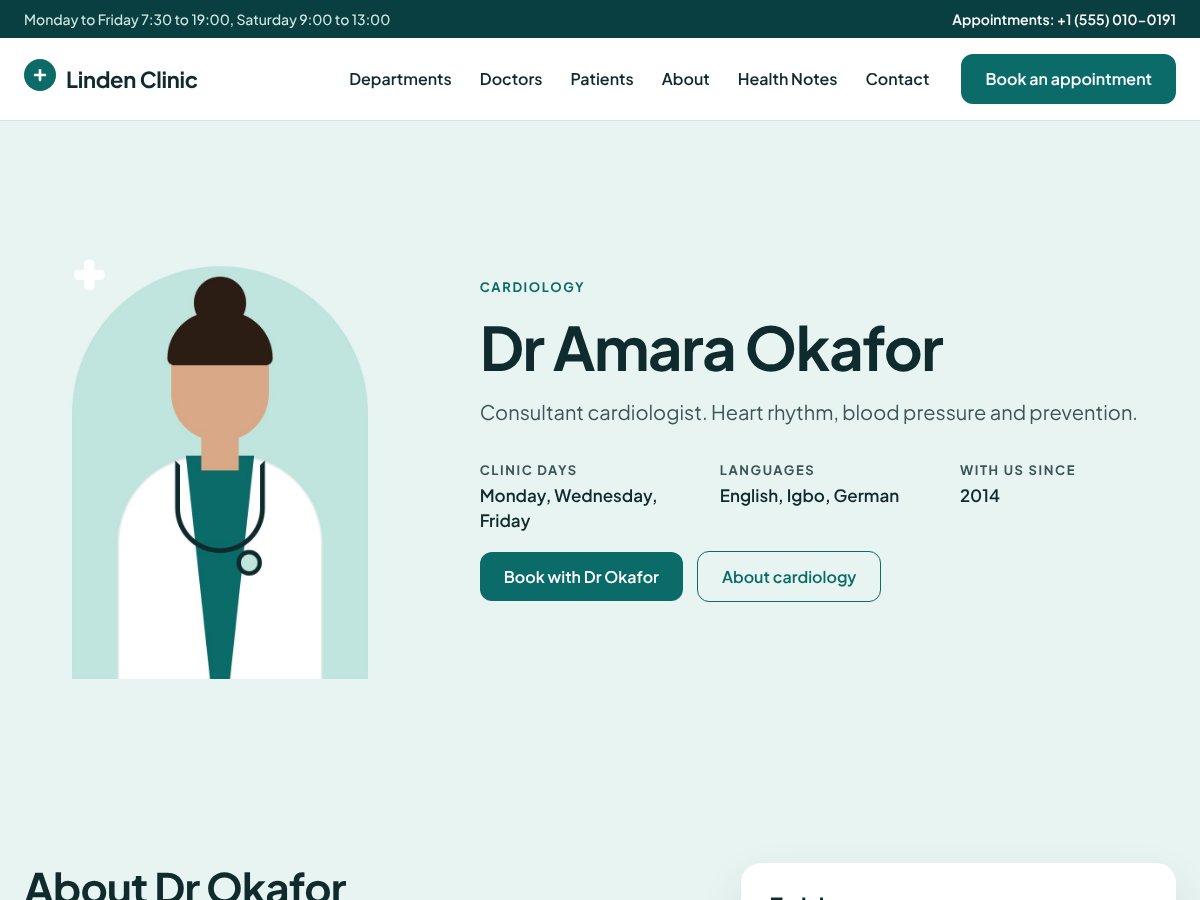 Monday to Friday 7:30 to 19:00, Saturday 9:00 to 13:00
Appointments: +1 (555) 010-0191
Linden Clinic
Departments
Doctors
Patients
About
Health Notes
Contact
Book an appointment
CARDIOLOGY
Dr Amara Okafor
Consultant cardiologist. Heart rhythm, blood pressure and prevention.
CLINIC DAYS
Monday, Wednesday,
Friday
LANGUAGES
English, Igbo, German
WITH US SINCE
2014
Book with Dr Okafor
About cardiology
About Dr Okafor